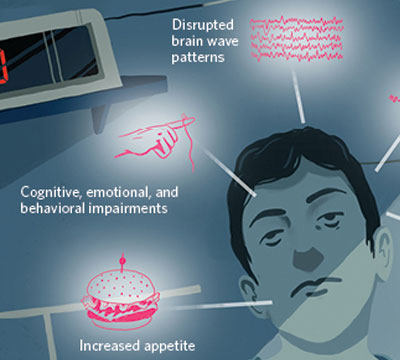 Disrupted
brain wave
patterns
Cognitive, emotional, and
behavioral impairments
Increased appetite